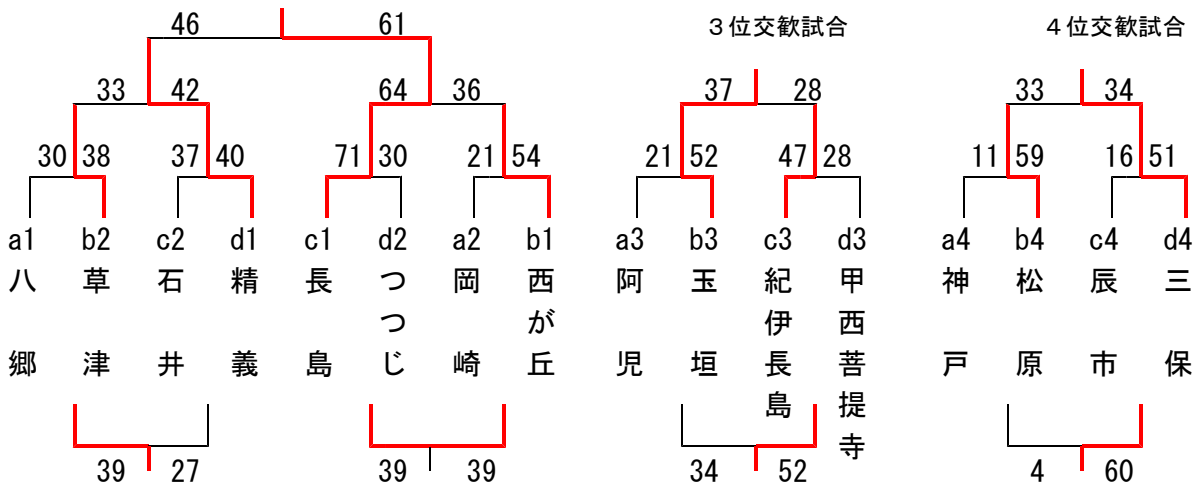 46 61 3位交歓試合 4位交歓試合
33 42 64 36 37 28 33 34
30 38 37 40 71 30 21 54 21 52 47 28 11 59 16 51
a1 b2 c2 d1 c1 d2 a2 b1 a3 b3 c3 d3 a4 b4 c4 d4
八郷 草津 石井 精義 長島 つつじ 岡崎 西が丘 阿児 玉垣 紀伊長島 甲西菩提寺 神戸 松原 辰市 三保
39 27 39 39 34 52 4 60